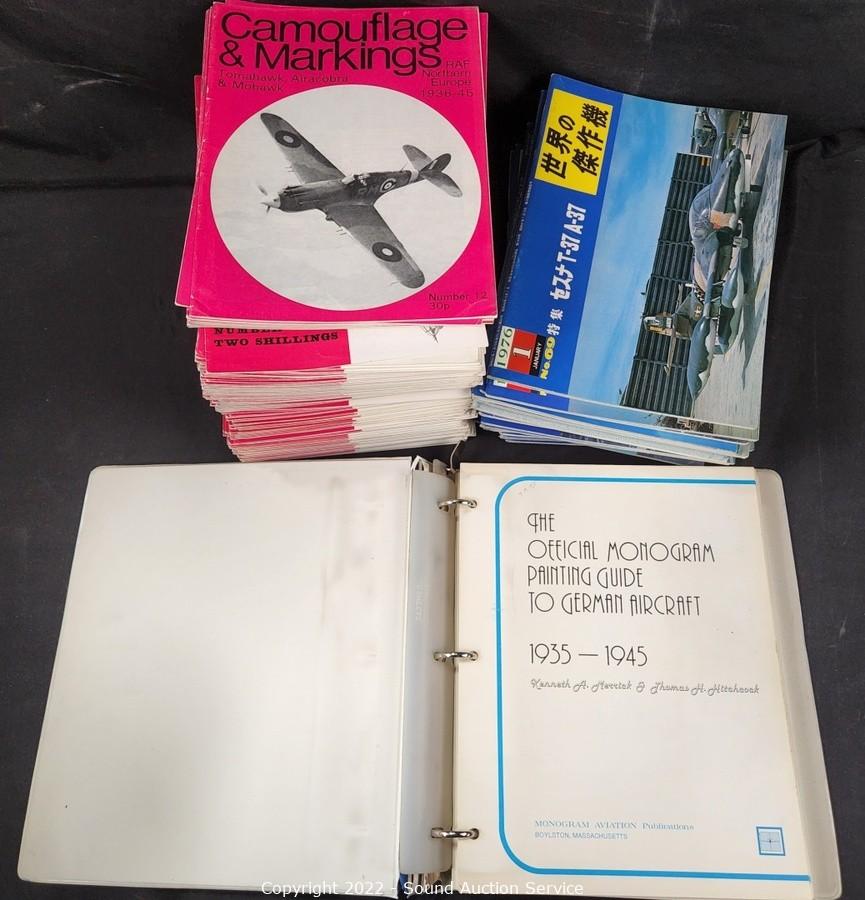 Camouflage
& Markings
Tomahawk, Airacobra
& Mohawk
RAF
Northern
Europe
1936-45
Number 12
30p
TWO SHILLINGS
世界の
傑作機
特集 セスナT-37 A-37
1976
1
JANUARY
No.69
THE
OFFICIAL MONOGRAM
PAINTING GUIDE
TO GERMAN AIRCRAFT
1935 — 1945
Kenneth A. Merrick & Thomas H. Hitchcock
MONOGRAM AVIATION Publications
BOYLSTON, MASSACHUSETTS
Copyright 2022 - Sound Auction Service